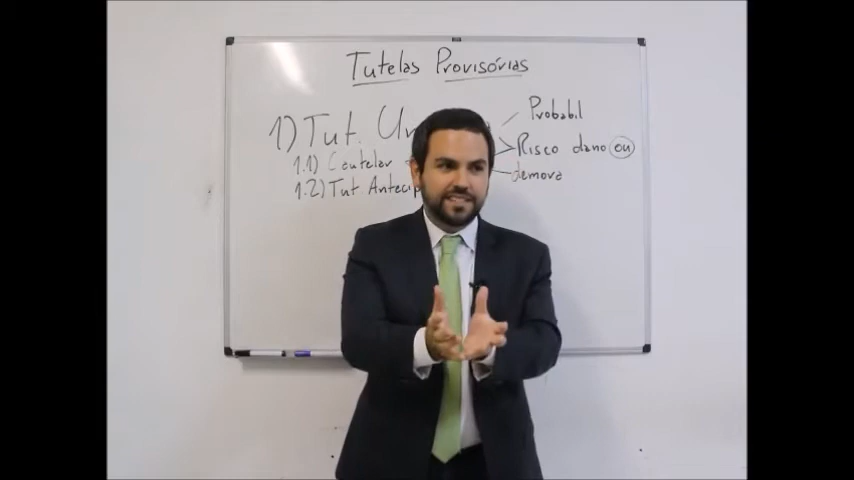 Tutelas Provisórias
1) Tut. Ur
Probabil
Risco dano ou
demora
1.1) Cautelar
1.2) Tut Antecip